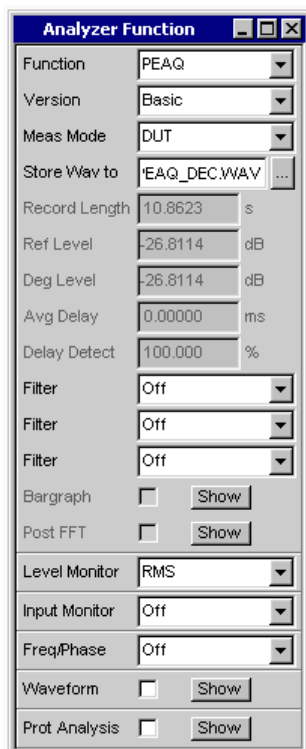 Analyzer Function
Function PEAQ
Version Basic
Meas Mode DUT
Store Wav to 'EAQ_DEC.WAV ...
Record Length 10.8623 s
Ref Level -26.8114 dB
Deg Level -26.8114 dB
Avg Delay 0.00000 ms
Delay Detect 100.000 %
Filter Off
Filter Off
Filter Off
Bargraph Show
Post FFT Show
Level Monitor RMS
Input Monitor Off
Freq/Phase Off
Waveform Show
Prot Analysis Show